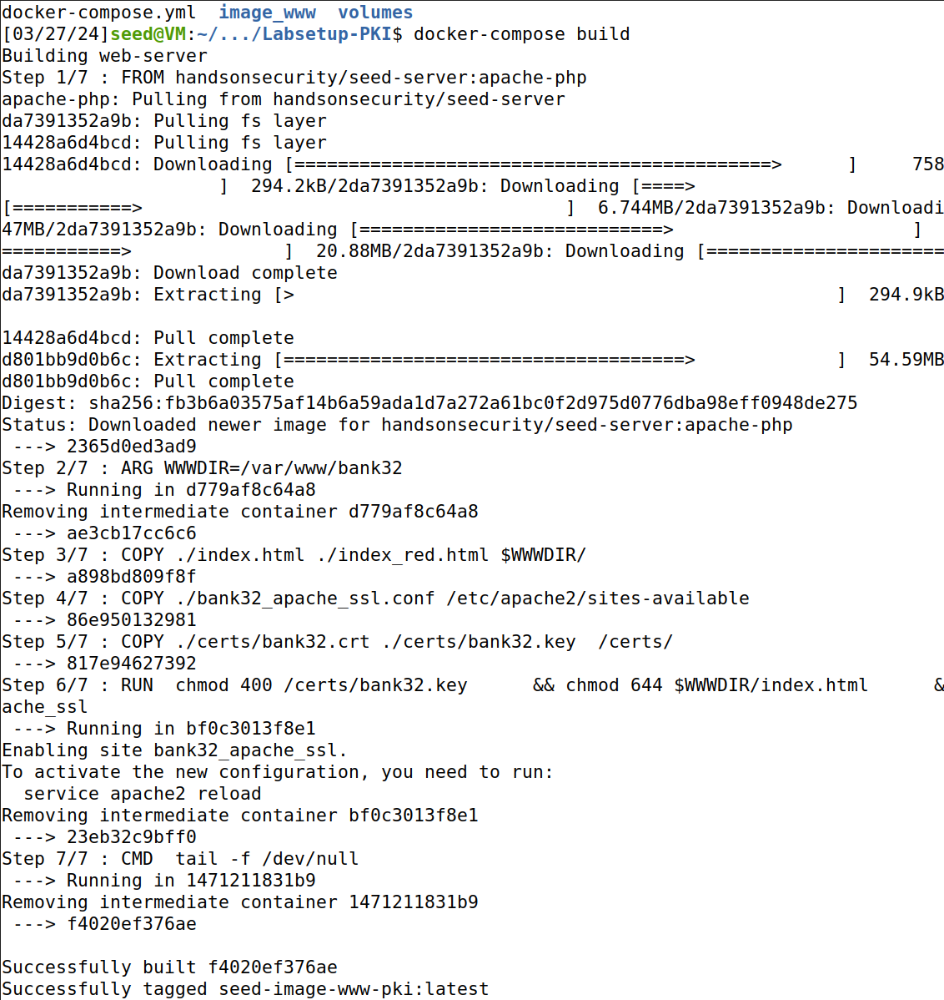 docker-compose.yml  image_www  volumes
[03/27/24]seed@VM:~/.../Labsetup-PKI$ docker-compose build
Building web-server
Step 1/7 : FROM handsonsecurity/seed-server:apache-php
apache-php: Pulling from handsonsecurity/seed-server
da7391352a9b: Pulling fs layer
14428a6d4bcd: Pulling fs layer
14428a6d4bcd: Downloading [============================================>      ]     758
                    ]  294.2kB/2da7391352a9b: Downloading [====>
[===========>                                       ]  6.744MB/2da7391352a9b: Downloadi
47MB/2da7391352a9b: Downloading [============================>                      ]
===========>              ]  20.88MB/2da7391352a9b: Downloading [======================
da7391352a9b: Download complete
da7391352a9b: Extracting [>                                                  ]  294.9kB
14428a6d4bcd: Pull complete
d801bb9d0b6c: Extracting [=====================================>             ]  54.59MB
d801bb9d0b6c: Pull complete
Digest: sha256:fb3b6a03575af14b6a59ada1d7a272a61bc0f2d975d0776dba98eff0948de275
Status: Downloaded newer image for handsonsecurity/seed-server:apache-php
 ---> 2365d0ed3ad9
Step 2/7 : ARG WWWDIR=/var/www/bank32
 ---> Running in d779af8c64a8
Removing intermediate container d779af8c64a8
 ---> ae3cb17cc6c6
Step 3/7 : COPY ./index.html ./index_red.html $WWWDIR/
 ---> a898bd809f8f
Step 4/7 : COPY ./bank32_apache_ssl.conf /etc/apache2/sites-available
 ---> 86e950132981
Step 5/7 : COPY ./certs/bank32.crt ./certs/bank32.key  /certs/
 ---> 817e94627392
Step 6/7 : RUN  chmod 400 /certs/bank32.key      && chmod 644 $WWWDIR/index.html      &
ache_ssl
 ---> Running in bf0c3013f8e1
Enabling site bank32_apache_ssl.
To activate the new configuration, you need to run:
  service apache2 reload
Removing intermediate container bf0c3013f8e1
 ---> 23eb32c9bff0
Step 7/7 : CMD  tail -f /dev/null
 ---> Running in 1471211831b9
Removing intermediate container 1471211831b9
 ---> f4020ef376ae
Successfully built f4020ef376ae
Successfully tagged seed-image-www-pki:latest